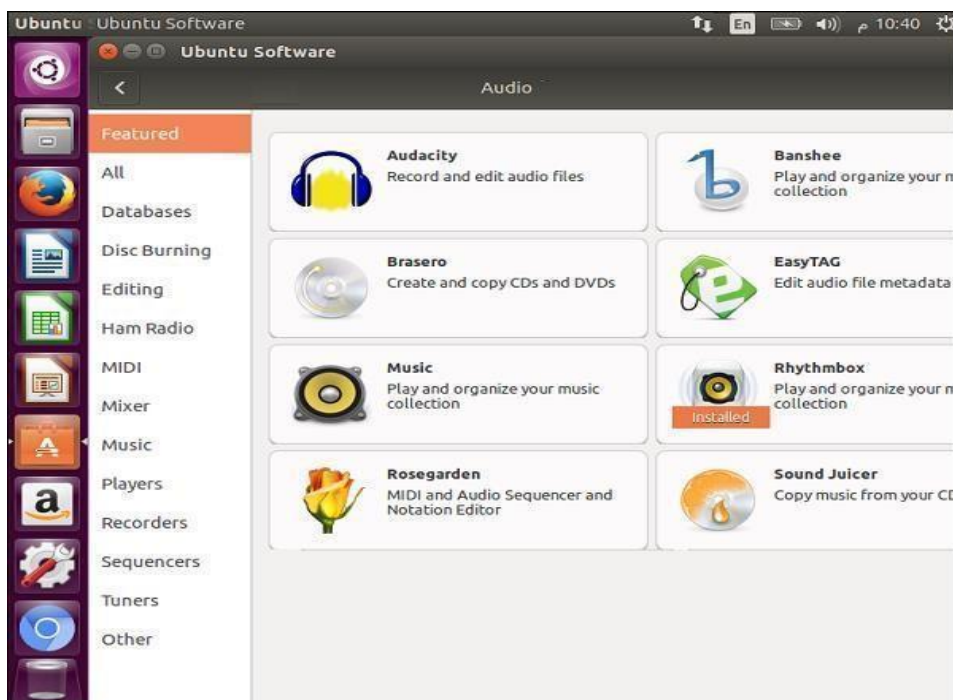 Ubuntu Ubuntu Software
En م 10:40
Ubuntu Software
Audio
Featured
All
Databases
Disc Burning
Editing
Ham Radio
MIDI
Mixer
Music
Players
Recorders
Sequencers
Tuners
Other
Audacity
Record and edit audio files
Banshee
Play and organize your m
collection
Brasero
Create and copy CDs and DVDs
EasyTAG
Edit audio file metadata
Music
Play and organize your music
collection
Rhythmbox
Play and organize your m
collection
Installed
Rosegarden
MIDI and Audio Sequencer and
Notation Editor
Sound Juicer
Copy music from your CD